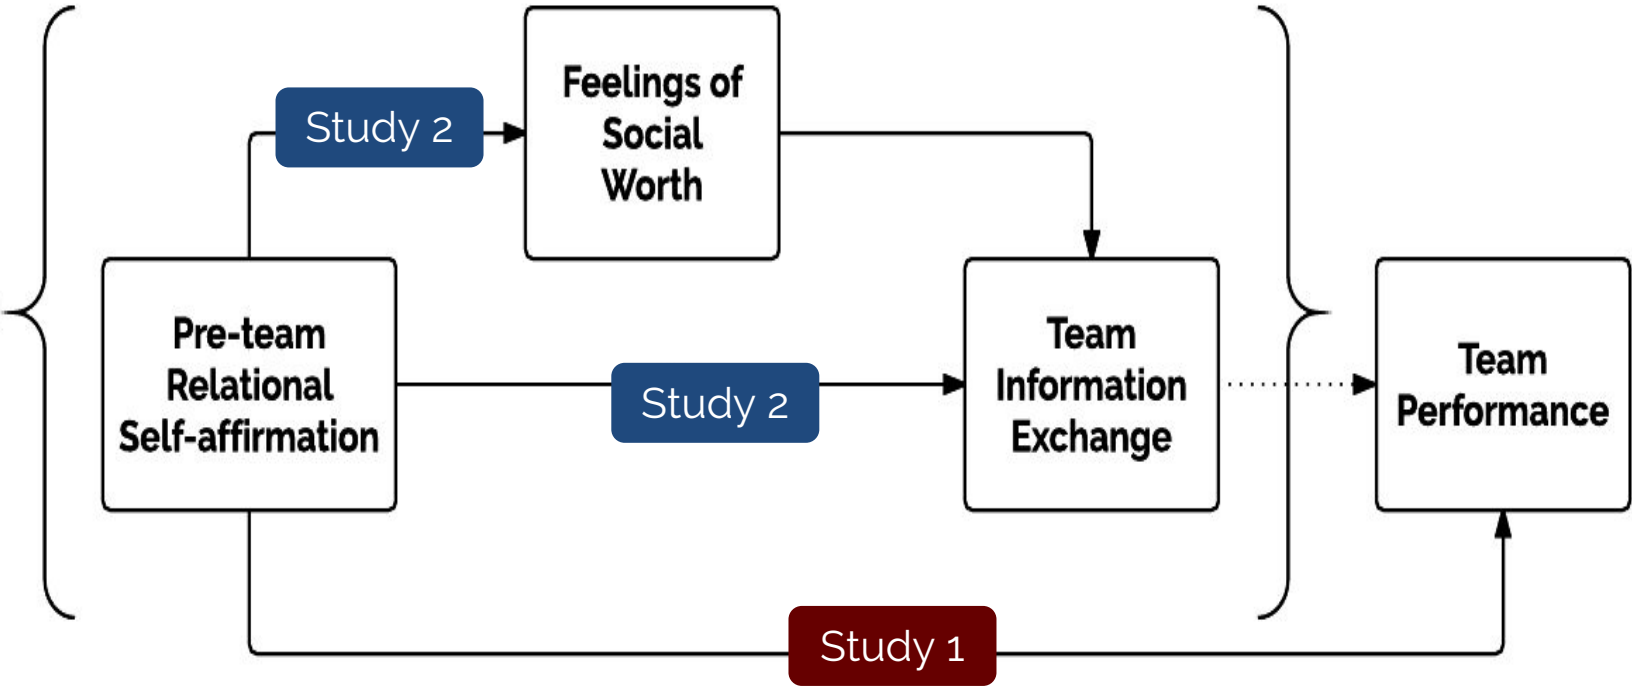 Feelings of
Social
Worth
Study 2
Pre-team
Relational
Self-affirmation
Study 2
Team
Information
Exchange
Team
Performance
Study 1